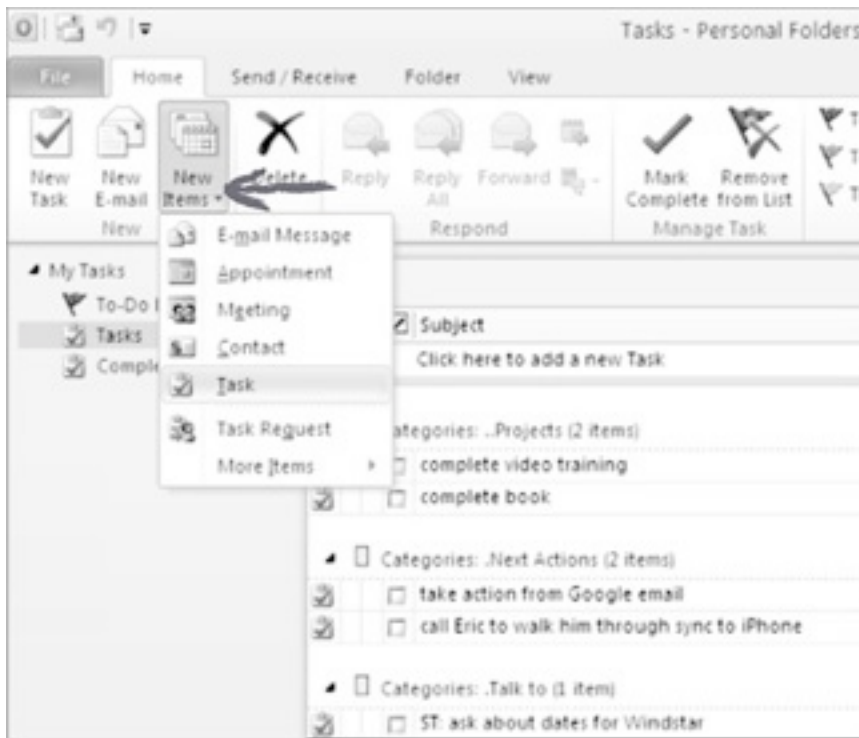 Tasks - Personal Folders
File Home Send / Receive Folder View
New Task
New E-mail
New Items
Delete
Reply
Reply All
Forward
Mark Complete
Remove from List
New
Respond
Manage Task
E-mail Message
Appointment
Meeting
Contact
Task
Task Request
More Items
My Tasks
To-Do
Tasks
Subject
Click here to add a new Task
Categories: ..Projects (2 items)
complete video training
complete book
Categories: .Next Actions (2 items)
take action from Google email
call Eric to walk him through sync to iPhone
Categories: .Talk to (1 item)
ST: ask about dates for Windstar